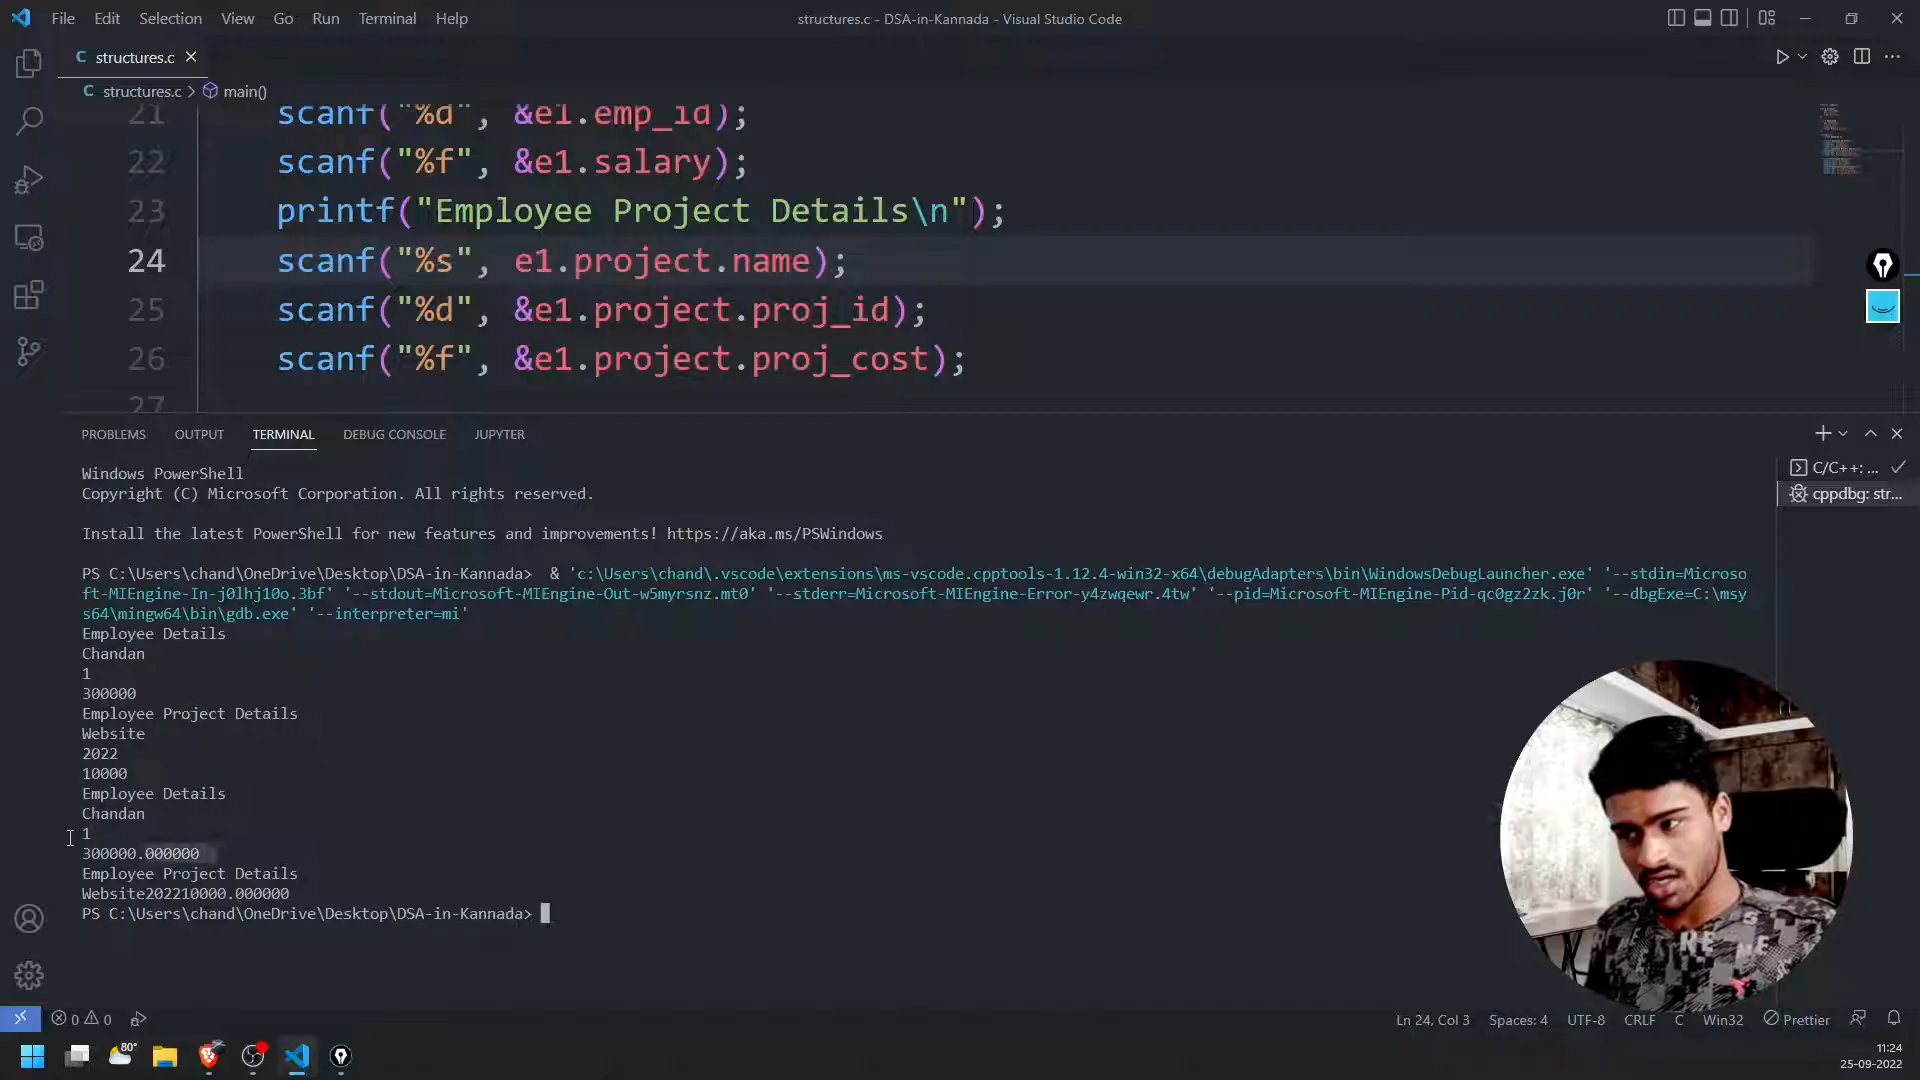 File Edit Selection View Go Run Terminal Help
structures.c - DSA-in-Kannada - Visual Studio Code
C structures.c
C structures.c > main()
21 scanf("%d", &e1.emp_id);
22 scanf("%f", &e1.salary);
23 printf("Employee Project Details\n");
24 scanf("%s", e1.project.name);
25 scanf("%d", &e1.project.proj_id);
26 scanf("%f", &e1.project.proj_cost);
27
PROBLEMS OUTPUT TERMINAL DEBUG CONSOLE JUPYTER
C/C++: ...
cppdbg: str...
Windows PowerShell
Copyright (C) Microsoft Corporation. All rights reserved.
Install the latest PowerShell for new features and improvements! https://aka.ms/PSWindows
PS C:\Users\chand\OneDrive\Desktop\DSA-in-Kannada> & 'c:\Users\chand\.vscode\extensions\ms-vscode.cpptools-1.12.4-win32-x64\debugAdapters\bin\WindowsDebugLauncher.exe' '--stdin=Microso
ft-MIEngine-In-j0lhj10o.3bf' '--stdout=Microsoft-MIEngine-Out-w5myrsnz.mt0' '--stderr=Microsoft-MIEngine-Error-y4zwqewr.4tw' '--pid=Microsoft-MIEngine-Pid-qc0gz2zk.j0r' '--dbgExe=C:\msy
s64\mingw64\bin\gdb.exe' '--interpreter=mi'
Employee Details
Chandan
1
300000
Employee Project Details
Website
2022
10000
Employee Details
Chandan
1
300000.000000
Employee Project Details
Website202210000.000000
PS C:\Users\chand\OneDrive\Desktop\DSA-in-Kannada>
0 0
Ln 24, Col 3 Spaces: 4 UTF-8 CRLF C Win32 Prettier
80°
11:24
25-09-2022